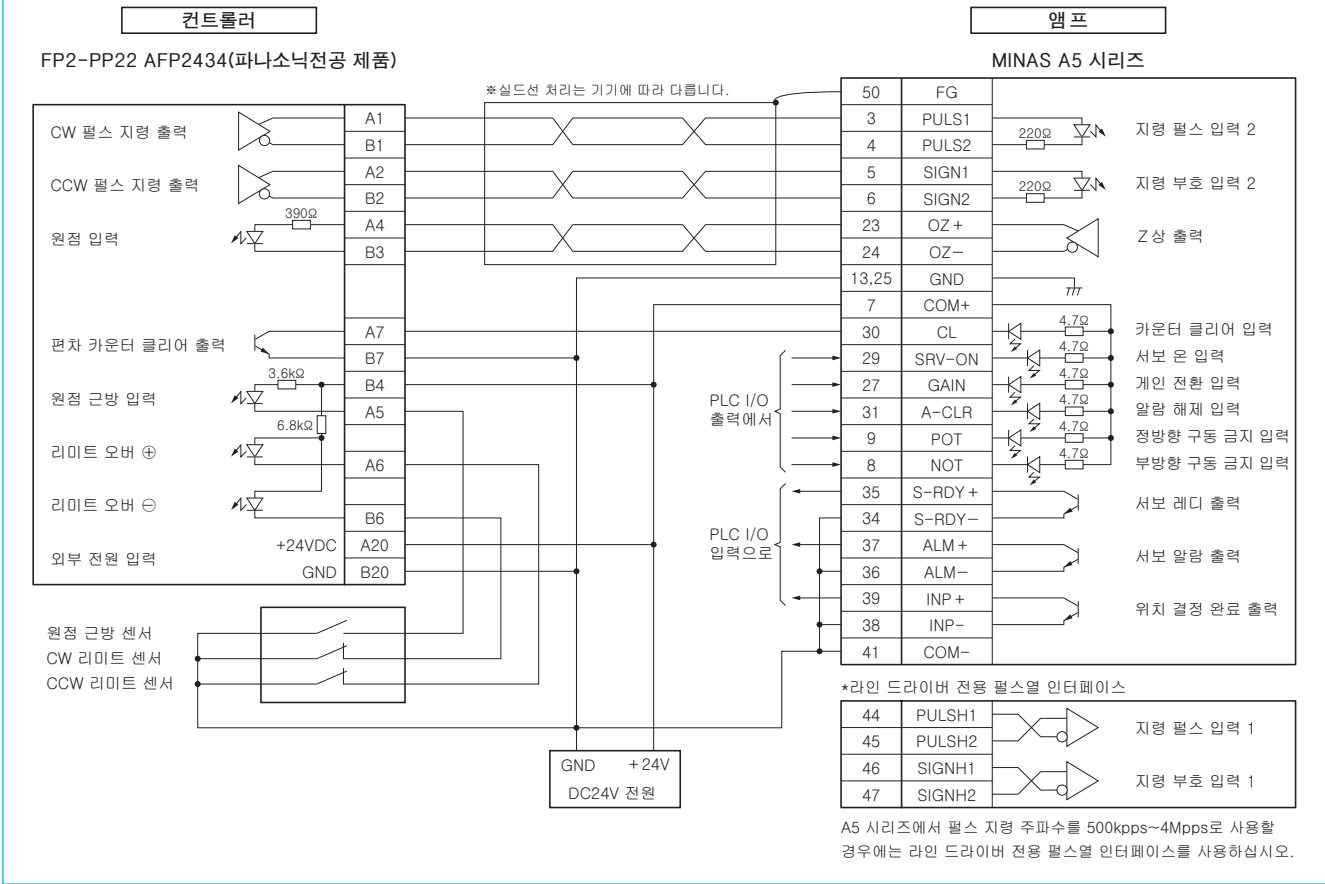 컨트롤러
앰프
FP2-PP22 AFP2434(파나소닉전공 제품)
MINAS A5 시리즈
※실드선 처리는 기기에 따라 다릅니다.
CW 펄스 지령 출력
CCW 펄스 지령 출력
390Ω
원점 입력
편차 카운터 클리어 출력
3.6kΩ
원점 근방 입력
6.8kΩ
리미트 오버 ⊕
리미트 오버 ⊖
+24VDC
외부 전원 입력
GND
A1
B1
A2
B2
A4
B3
A7
B7
B4
A5
A6
B6
A20
B20
원점 근방 센서
CW 리미트 센서
CCW 리미트 센서
GND +24V
DC24V 전원
PLC I/O
출력에서
PLC I/O
입력으로
50 FG
3 PULS1
4 PULS2
5 SIGN1
6 SIGN2
23 OZ+
24 OZ-
13,25 GND
7 COM+
30 CL
29 SRV-ON
27 GAIN
31 A-CLR
9 POT
8 NOT
35 S-RDY+
34 S-RDY-
37 ALM+
36 ALM-
39 INP+
38 INP-
41 COM-
220Ω
지령 펄스 입력 2
220Ω
지령 부호 입력 2
Z상 출력
4.7Ω
카운터 클리어 입력
4.7Ω
서보 온 입력
4.7Ω
게인 전환 입력
4.7Ω
알람 해제 입력
4.7Ω
정방향 구동 금지 입력
4.7Ω
부방향 구동 금지 입력
서보 레디 출력
서보 알람 출력
위치 결정 완료 출력
*라인 드라이버 전용 펄스열 인터페이스
44 PULSH1
45 PULSH2
46 SIGNH1
47 SIGNH2
지령 펄스 입력 1
지령 부호 입력 1
A5 시리즈에서 펄스 지령 주파수를 500kpps~4Mpps로 사용할
경우에는 라인 드라이버 전용 펄스열 인터페이스를 사용하십시오.